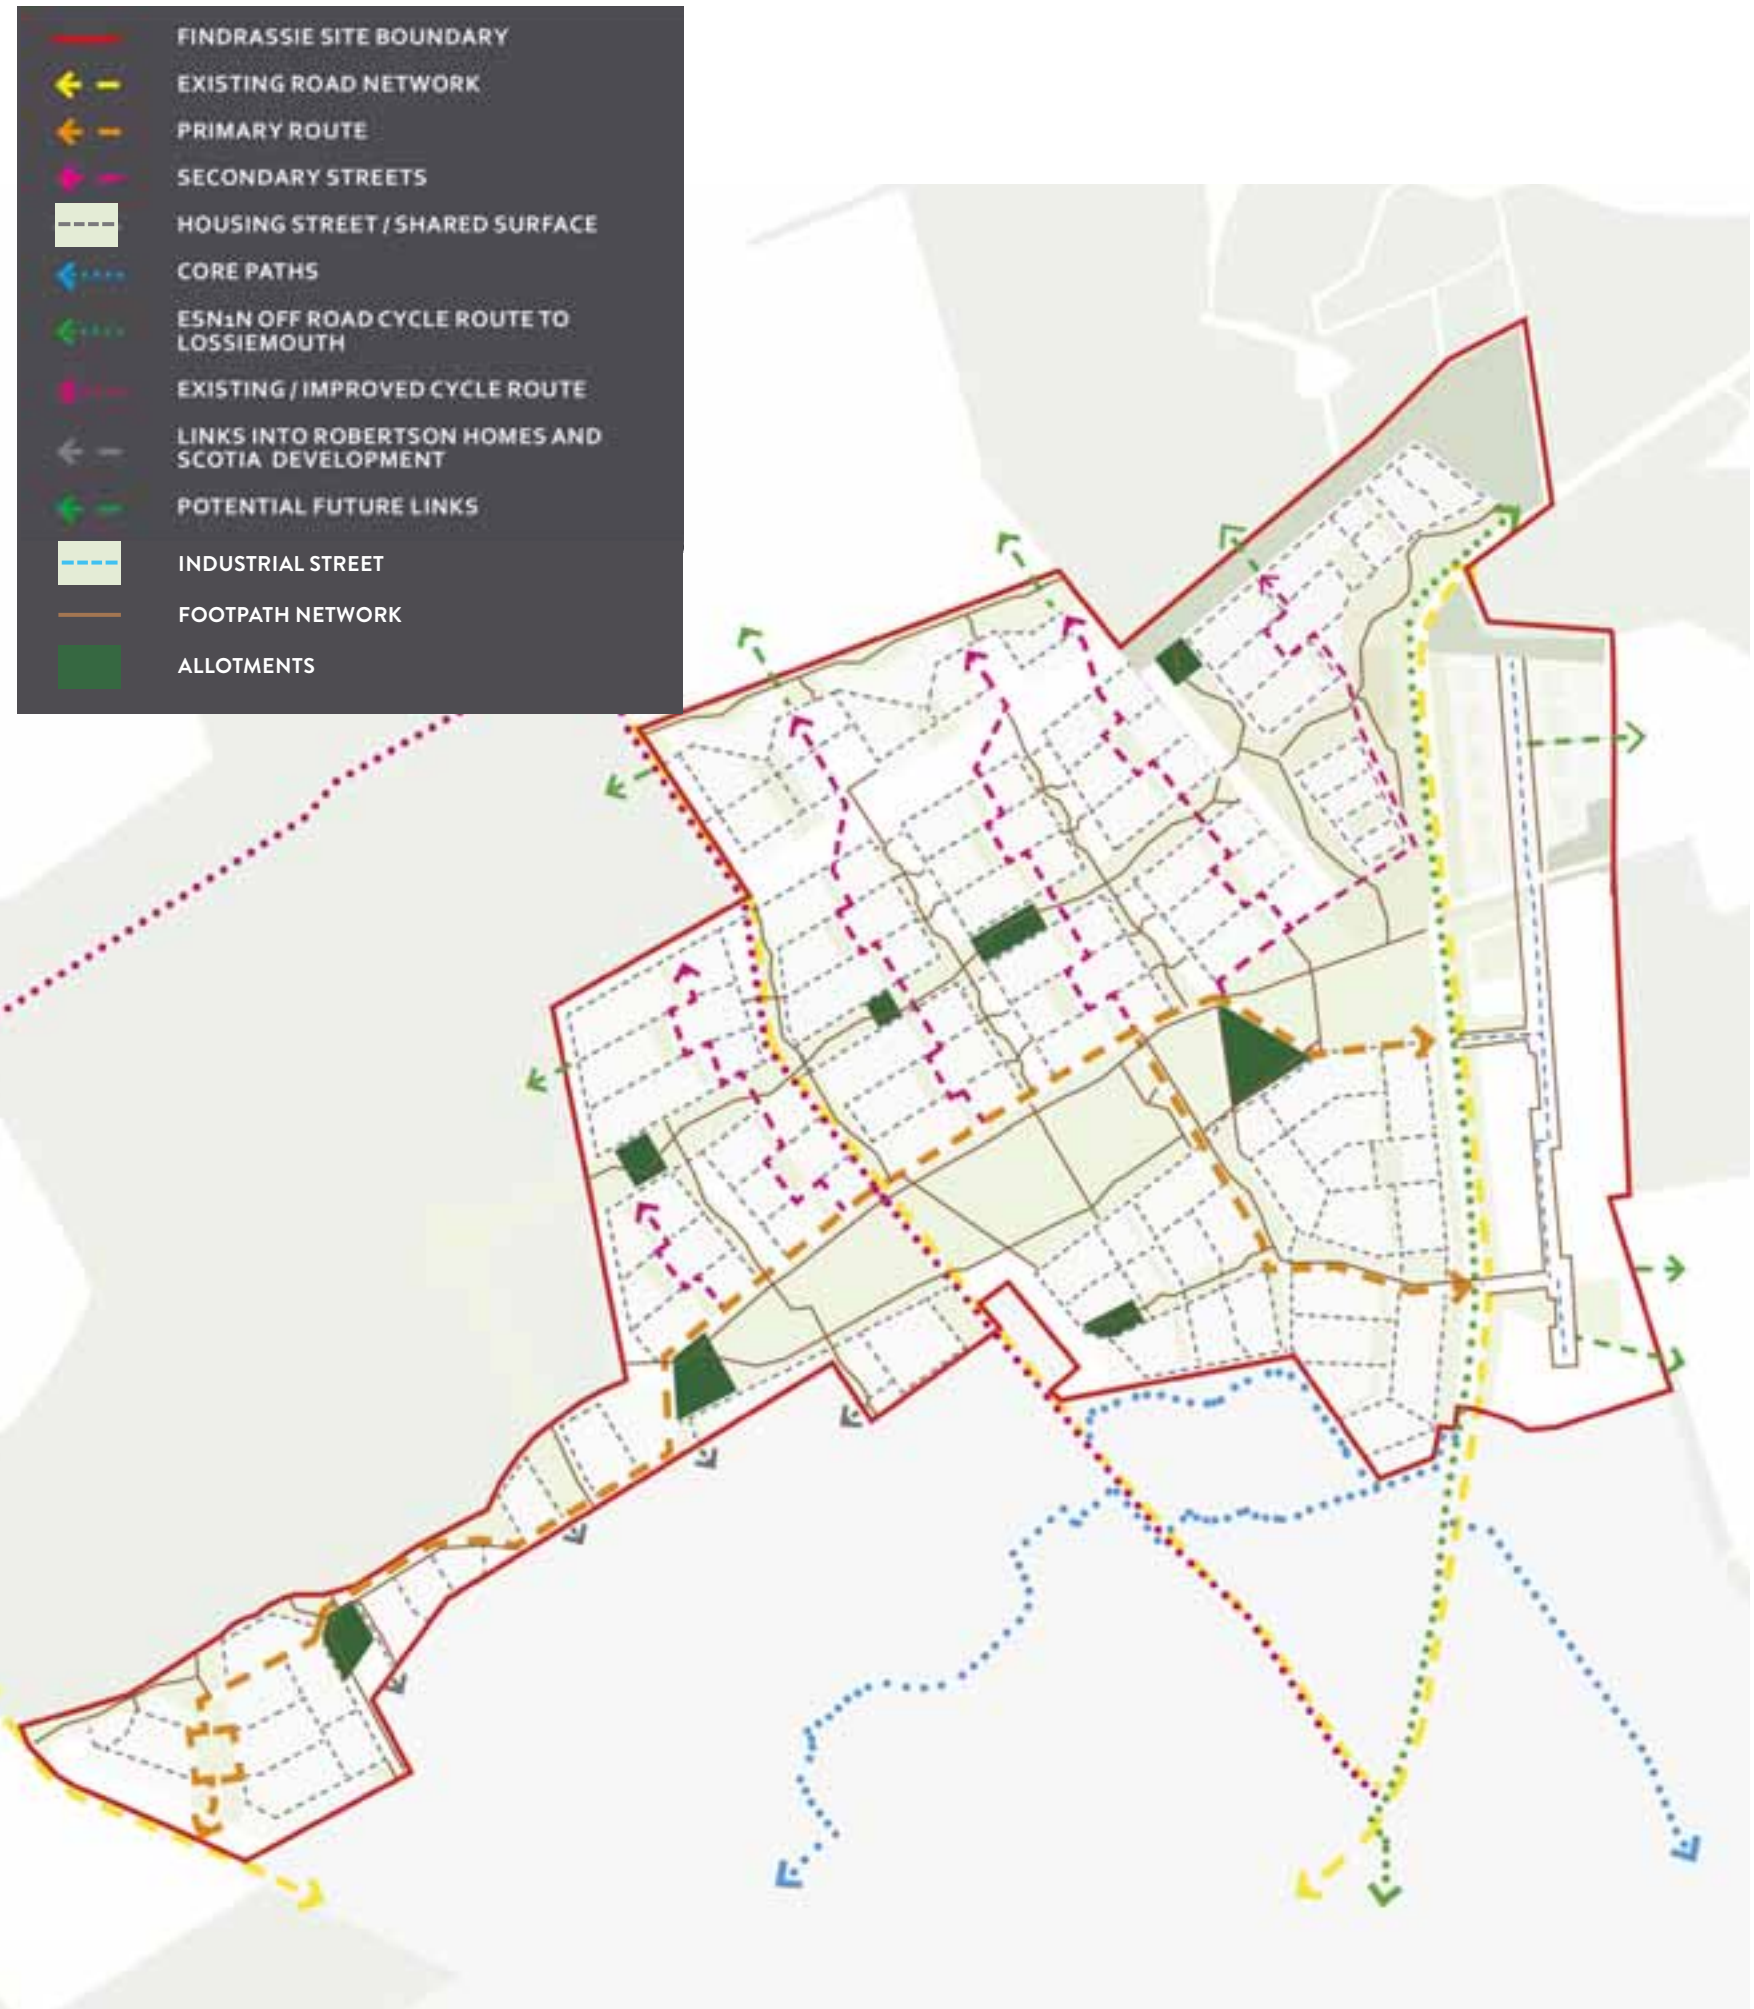 FINDRASSIE SITE BOUNDARY
EXISTING ROAD NETWORK
PRIMARY ROUTE
SECONDARY STREETS
HOUSING STREET / SHARED SURFACE
CORE PATHS
ESN1N OFF ROAD CYCLE ROUTE TO
LOSSIEMOUTH
EXISTING / IMPROVED CYCLE ROUTE
LINKS INTO ROBERTSON HOMES AND
SCOTIA DEVELOPMENT
POTENTIAL FUTURE LINKS
INDUSTRIAL STREET
FOOTPATH NETWORK
ALLOTMENTS